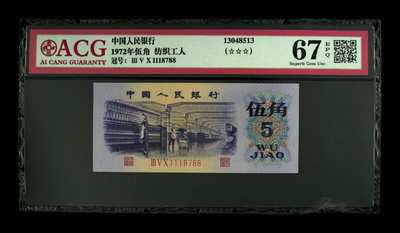 ACG
AI CANG GUARANTY
中国人民银行
1972年伍角 纺织工人
冠号: Ⅲ V X 1118788
13048513
(☆☆☆)
67 EPQ
Superb Gem Unc
中国人民银行
伍角
5
WU
JIAO
ⅢVX1118788